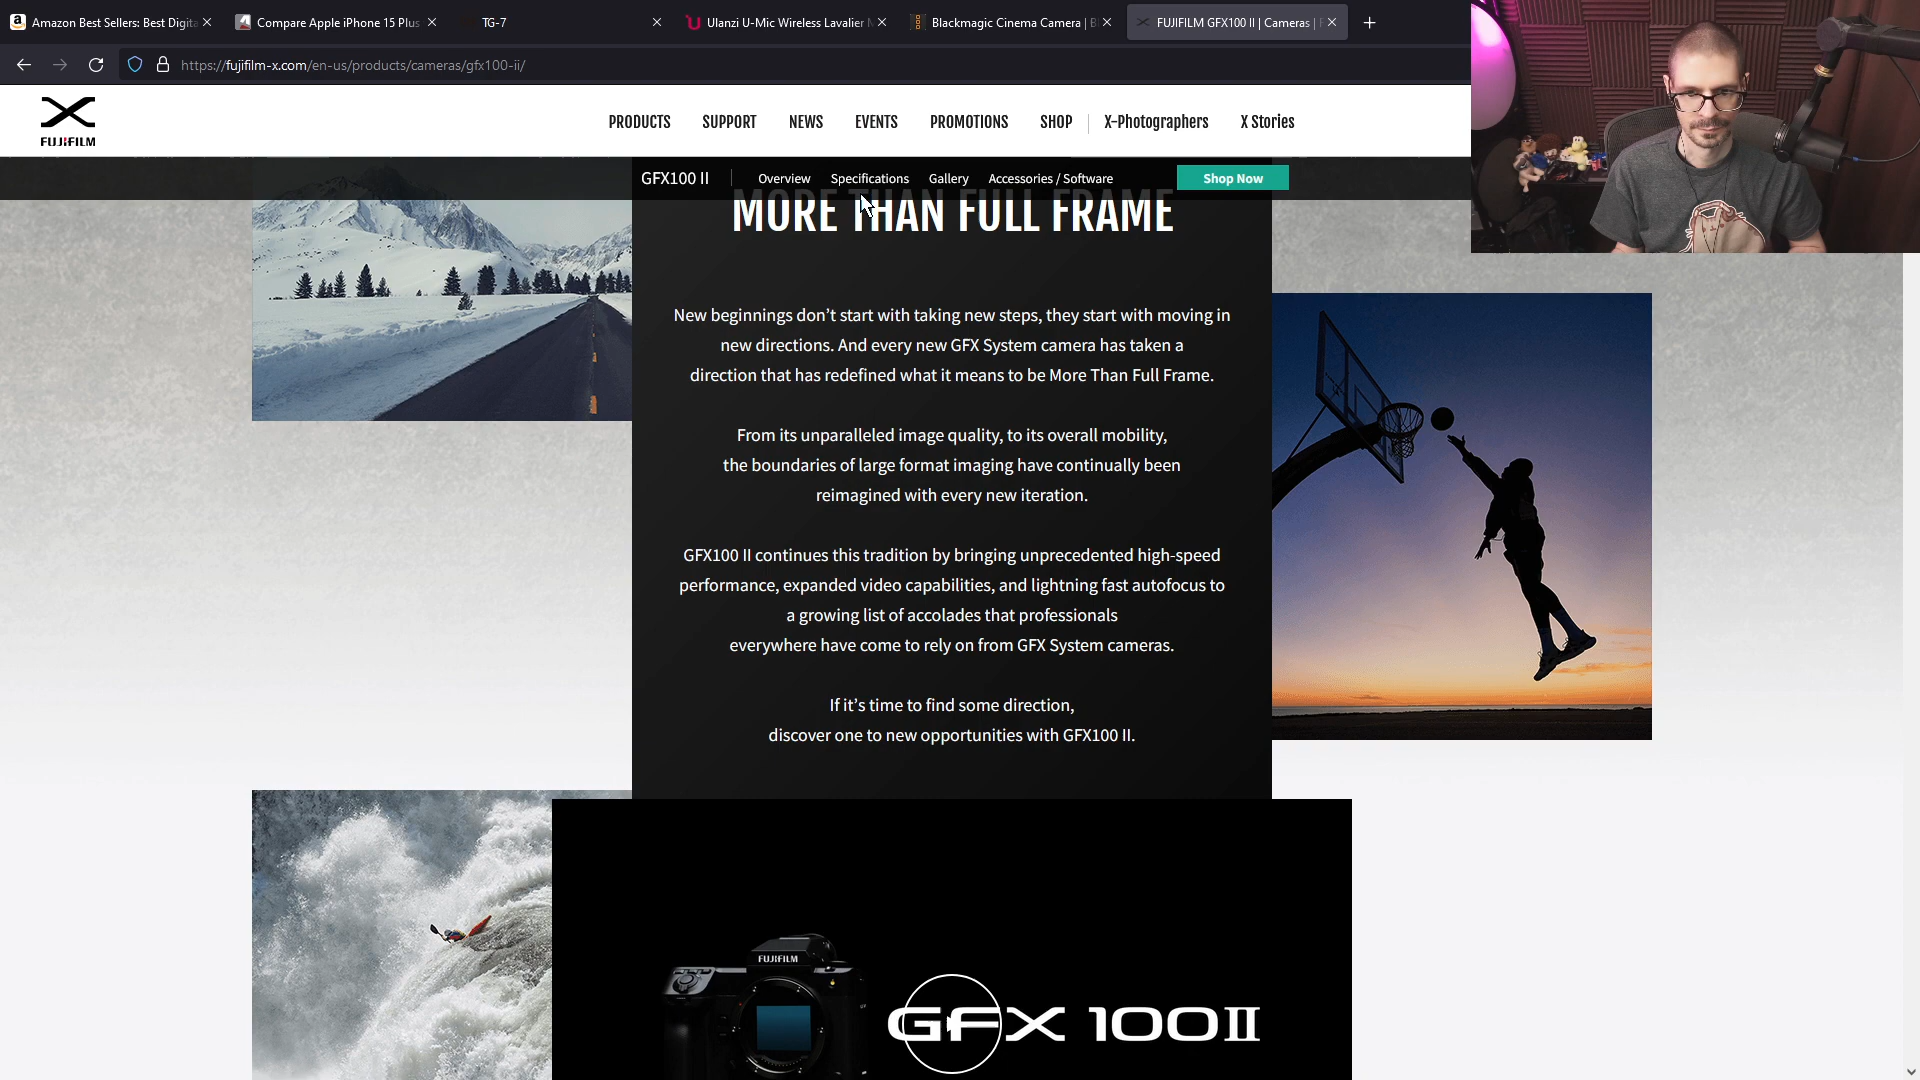 Amazon Best Sellers: Best Digita
Compare Apple iPhone 15 Plus
TG-7
Ulanzi U-Mic Wireless Lavalier
Blackmagic Cinema Camera | B
FUJIFILM GFX100 II | Cameras |
https://fujifilm-x.com/en-us/products/cameras/gfx100-ii/
FUJIFILM
PRODUCTS SUPPORT NEWS EVENTS PROMOTIONS SHOP X-Photographers X Stories
GFX100 II Overview Specifications Gallery Accessories / Software Shop Now
MORE THAN FULL FRAME
New beginnings don’t start with taking new steps, they start with moving in
new directions. And every new GFX System camera has taken a
direction that has redefined what it means to be More Than Full Frame.
From its unparalleled image quality, to its overall mobility,
the boundaries of large format imaging have continually been
reimagined with every new iteration.
GFX100 II continues this tradition by bringing unprecedented high-speed
performance, expanded video capabilities, and lightning fast autofocus to
a growing list of accolades that professionals
everywhere have come to rely on from GFX System cameras.
If it’s time to find some direction,
discover one to new opportunities with GFX100 II.
FUJIFILM
GFX 100 II